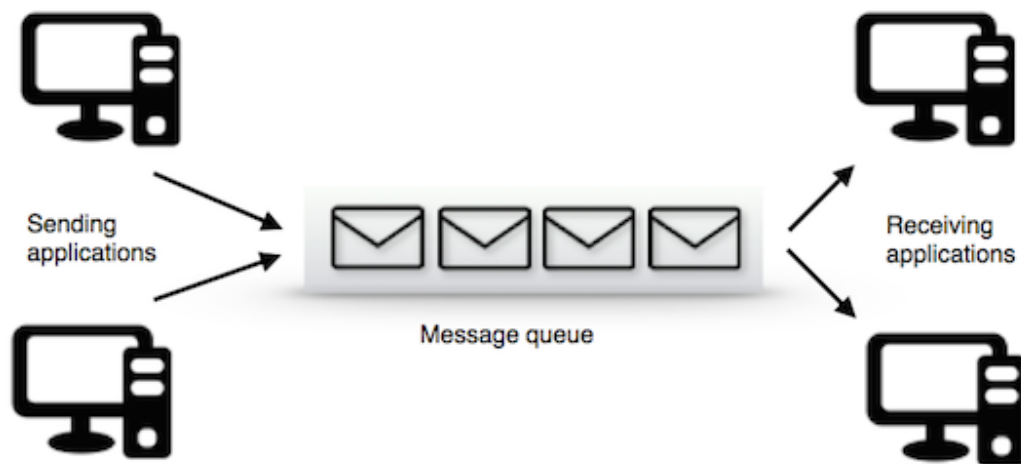 Sending
applications
Receiving
applications
Message queue